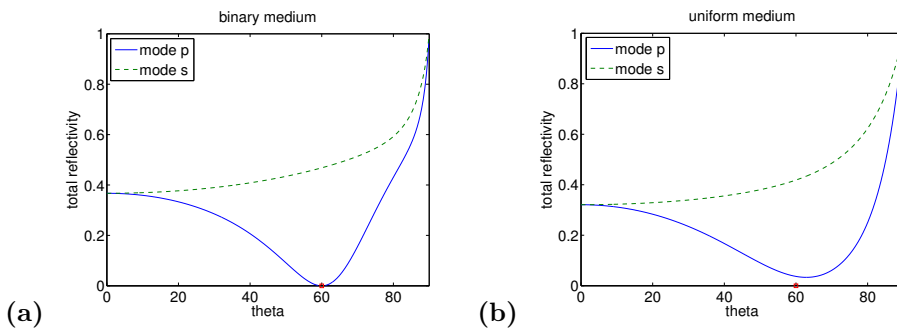 binary medium
1
0.8
0.6
0.4
0.2
0
total reflectivity
mode p
mode s
0 20 40 60 80
theta
(a)
uniform medium
1
0.8
0.6
0.4
0.2
0
total reflectivity
mode p
mode s
0 20 40 60 80
theta
(b)